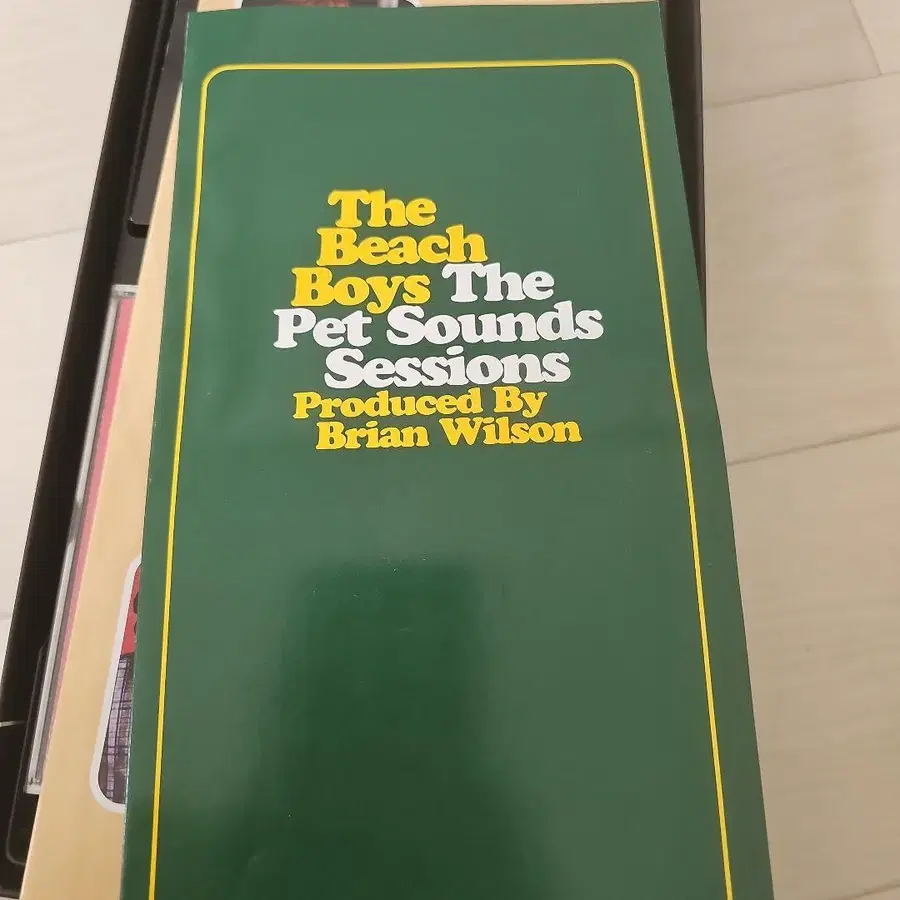 The
Beach
Boys The
Pet Sounds
Sessions
Produced By
Brian Wilson